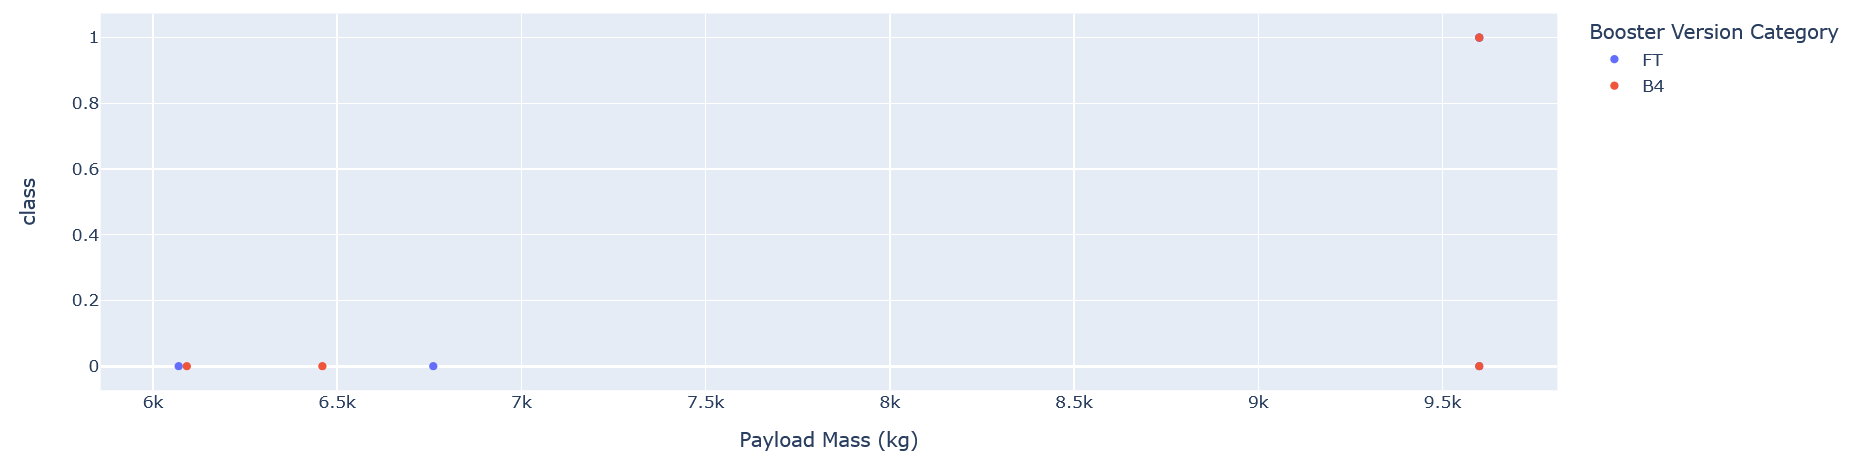 Booster Version Category
FT
B4
class
1
0.8
0.6
0.4
0.2
0
6k 6.5k 7k 7.5k 8k 8.5k 9k 9.5k
Payload Mass (kg)